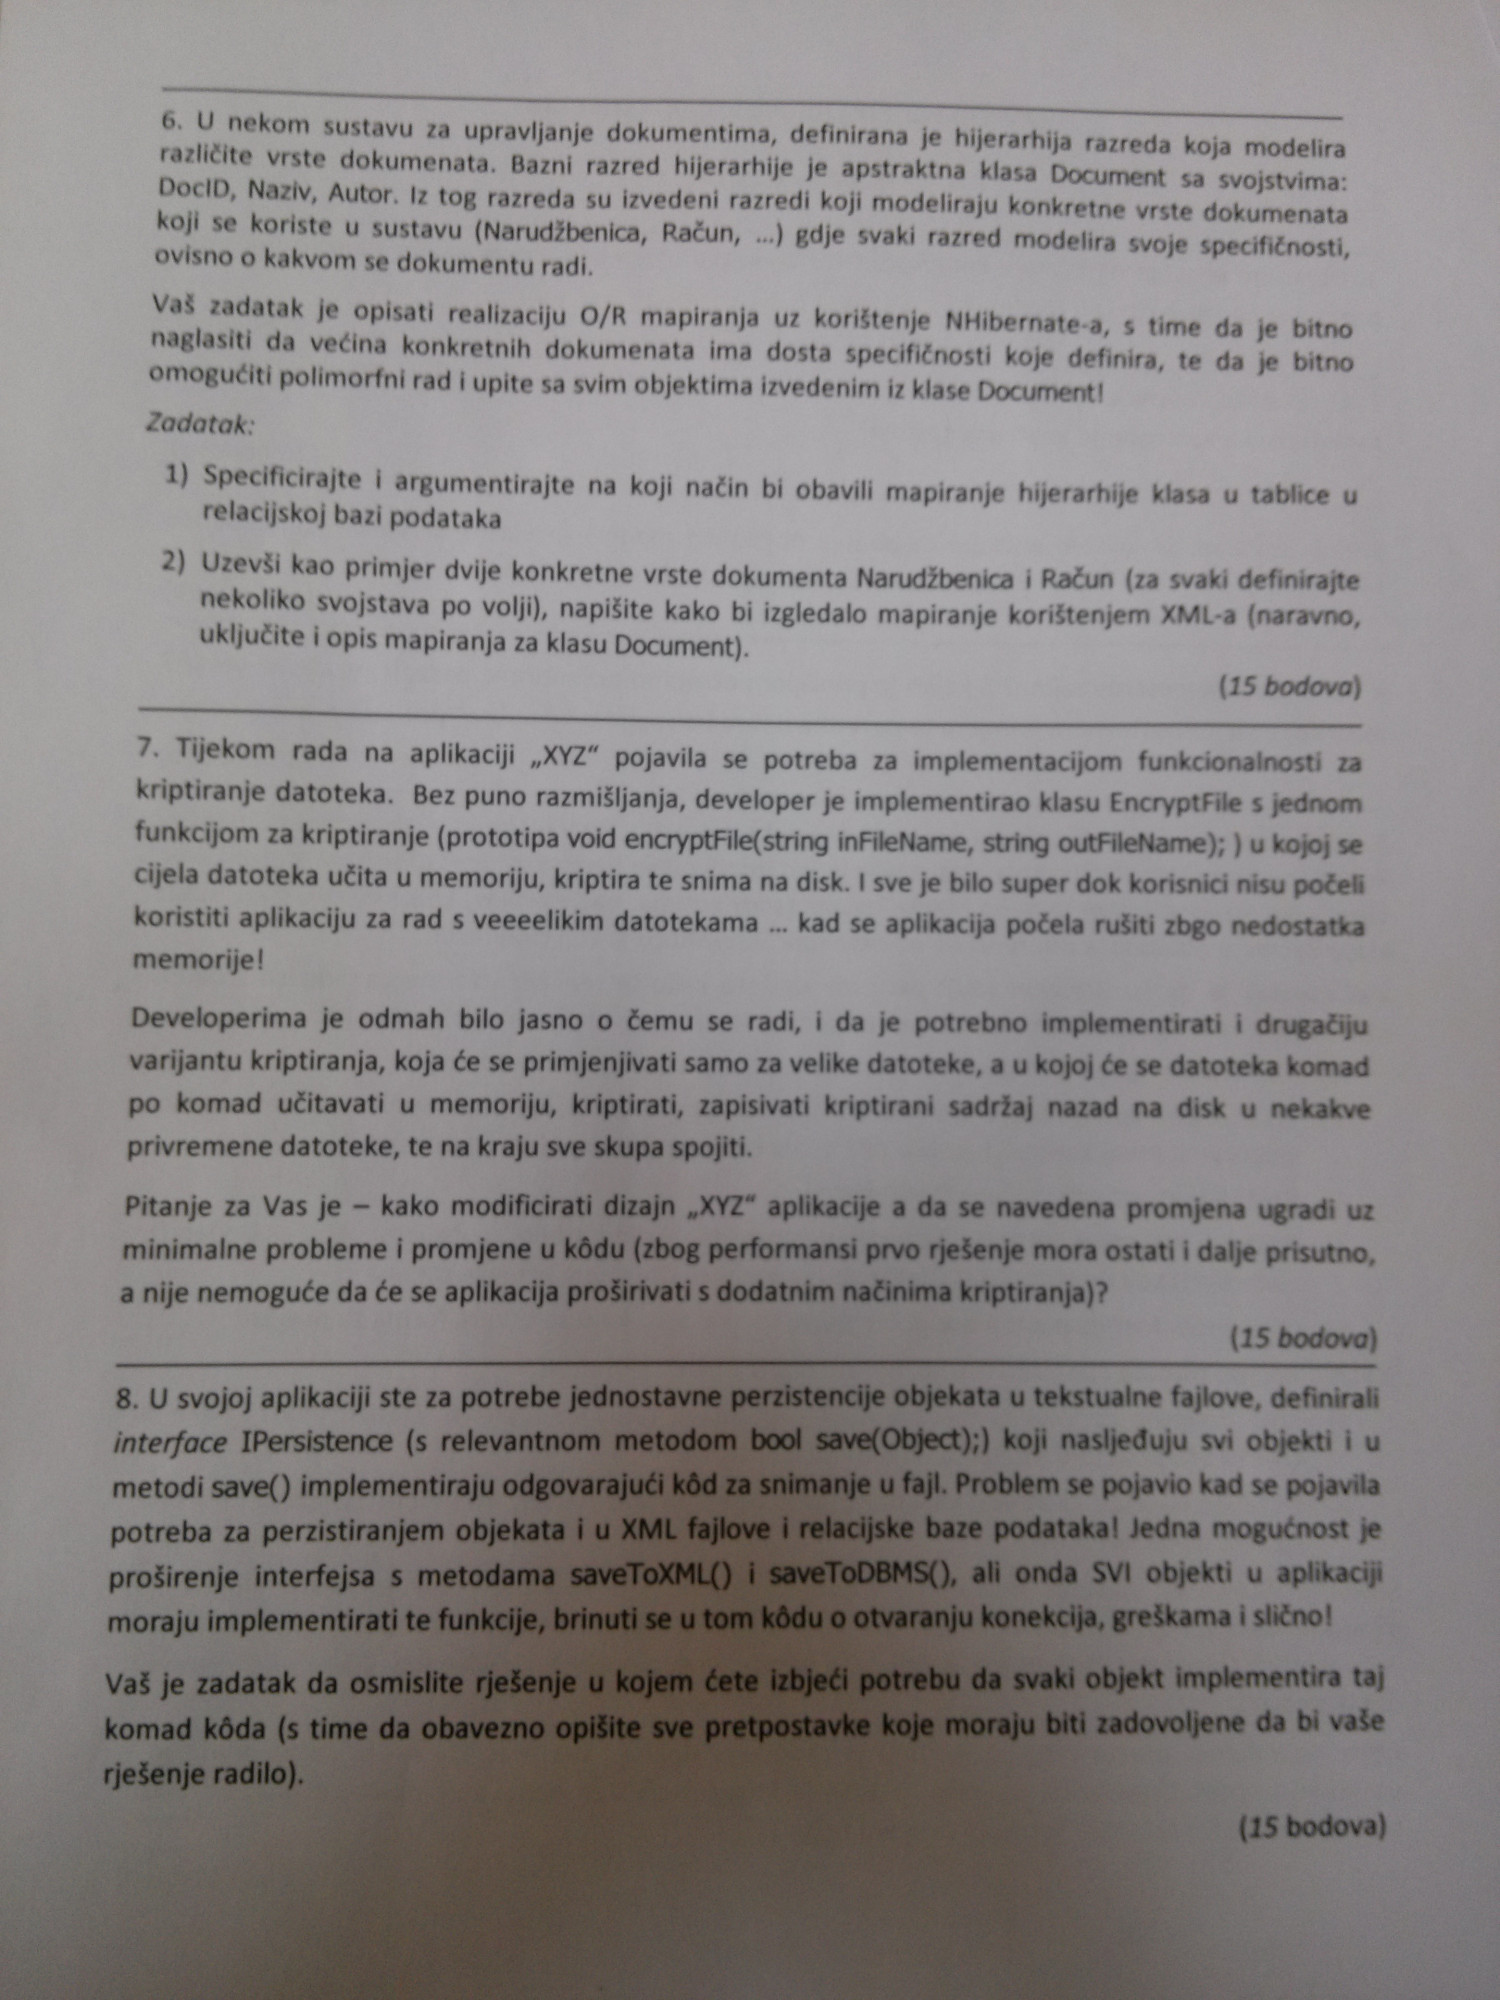 6. U nekom sustavu za upravljanje dokumentima, definirana je hijerarhija razreda koja modelira
različite vrste dokumenata. Bazni razred hijerarhije je apstraktna klasa Document sa svojstvima:
DocID, Naziv, Autor. Iz tog razreda su izvedeni razredi koji modeliraju konkretne vrste dokumenata
koji se koriste u sustavu (Narudžbenica, Račun, ...) gdje svaki razred modelira svoje specifičnosti,
ovisno o kakvom se dokumentu radi.
Vaš zadatak je opisati realizaciju O/R mapiranja uz korištenje NHibernate-a, s time da je bitno
naglasiti da većina konkretnih dokumenata ima dosta specifičnosti koje definira, te da je bitno
omogućiti polimorfni rad i upite sa svim objektima izvedenim iz klase Document!
Zadatak:
1) Specificirajte i argumentirajte na koji način bi obavili mapiranje hijerarhije klasa u tablice u
relacijskoj bazi podataka
2) Uzevši kao primjer dvije konkretne vrste dokumenta Narudžbenica i Račun (za svaki definirajte
nekoliko svojstava po volji), napišite kako bi izgledalo mapiranje korištenjem XML-a (naravno,
uključite i opis mapiranja za klasu Document).
(15 bodova)
7. Tijekom rada na aplikaciji „XYZ“ pojavila se potreba za implementacijom funkcionalnosti za
kriptiranje datoteka. Bez puno razmišljanja, developer je implementirao klasu EncryptFile s jednom
funkcijom za kriptiranje (prototipa void encryptFile(string inFileName, string outFileName); ) u kojoj se
cijela datoteka učita u memoriju, kriptira te snima na disk. I sve je bilo super dok korisnici nisu počeli
koristiti aplikaciju za rad s veeeelikim datotekama ... kad se aplikacija počela rušiti zbgo nedostatka
memorije!
Developerima je odmah bilo jasno o čemu se radi, i da je potrebno implementirati i drugačiju
varijantu kriptiranja, koja će se primjenjivati samo za velike datoteke, a u kojoj će se datoteka komad
po komad učitavati u memoriju, kriptirati, zapisivati kriptirani sadržaj nazad na disk u nekakve
privremene datoteke, te na kraju sve skupa spojiti.
Pitanje za Vas je – kako modificirati dizajn „XYZ“ aplikacije a da se navedena promjena ugradi uz
minimalne probleme i promjene u kôdu (zbog performansi prvo rješenje mora ostati i dalje prisutno,
a nije nemoguće da će se aplikacija proširivati s dodatnim načinima kriptiranja)?
(15 bodova)
8. U svojoj aplikaciji ste za potrebe jednostavne perzistencije objekata u tekstualne fajlove, definirali
interface IPersistence (s relevantnom metodom bool save(Object);) koji nasljeđuju svi objekti i u
metodi save() implementiraju odgovarajući kôd za snimanje u fajl. Problem se pojavio kad se pojavila
potreba za perzistiranjem objekata i u XML fajlove i relacijske baze podataka! Jedna mogućnost je
proširenje interfejsa s metodama saveToXML() i saveToDBMS(), ali onda SVI objekti u aplikaciji
moraju implementirati te funkcije, brinuti se u tom kôdu o otvaranju konekcija, greškama i slično!
Vaš je zadatak da osmislite rješenje u kojem ćete izbjeći potrebu da svaki objekt implementira taj
komad kôda (s time da obavezno opišite sve pretpostavke koje moraju biti zadovoljene da bi vaše
rješenje radilo).
(15 bodova)